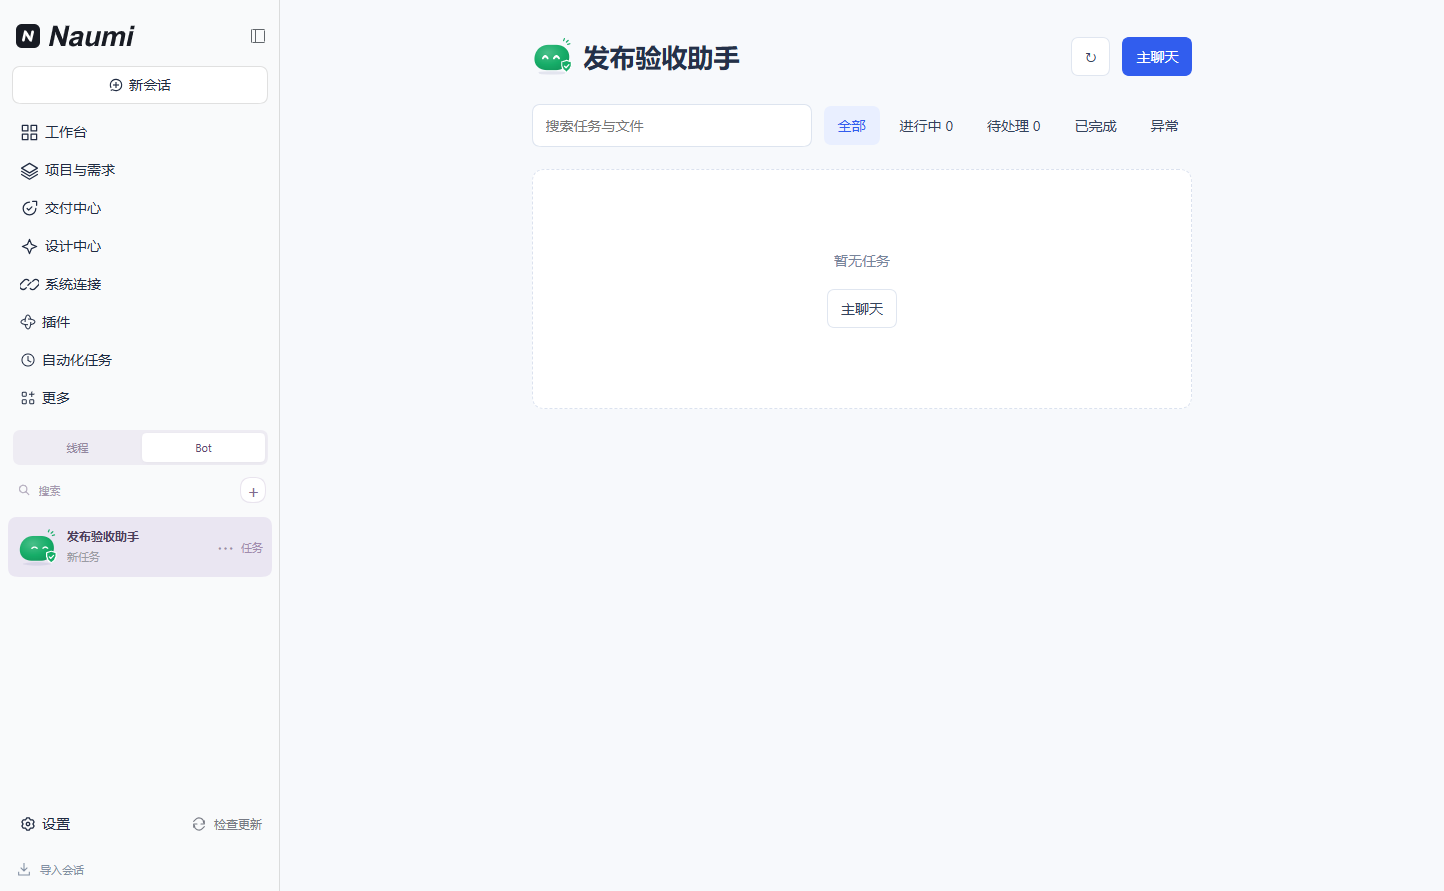 Naumi
新会话
工作台
项目与需求
交付中心
设计中心
系统连接
插件
自动化任务
更多
线程 Bot
搜索
发布验收助手
新任务
任务
设置 检查更新
导入会话
发布验收助手
主聊天
搜索任务与文件 全部 进行中 0 待处理 0 已完成 异常
暂无任务
主聊天